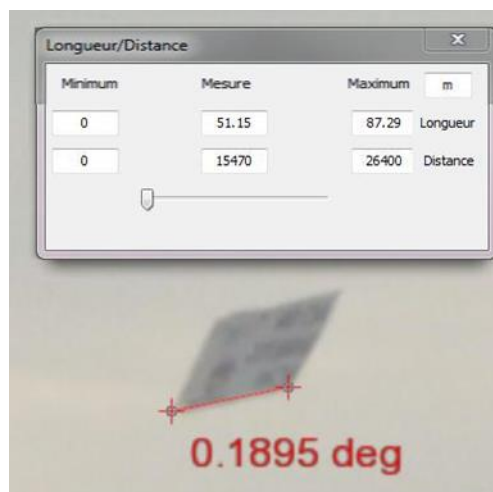 Longueur/Distance
Minimum Mesure Maximum m
0 51.15 87.29 Longueur
0 15470 26400 Distance
0.1895 deg